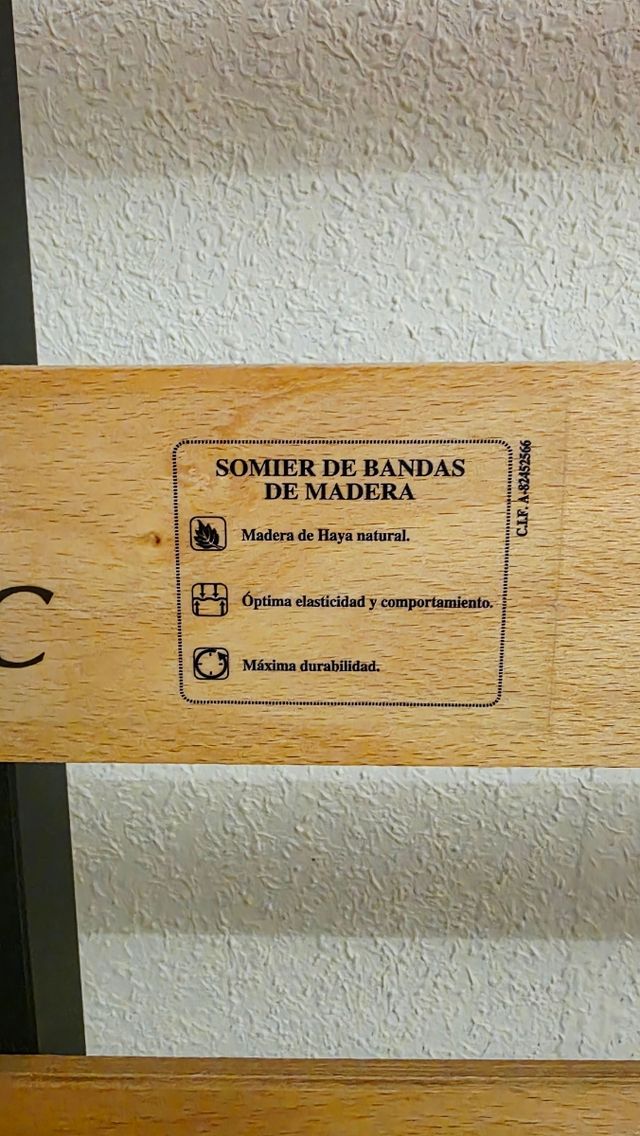 C
SOMIER DE BANDAS
DE MADERA
Madera de Haya natural.
Óptima elasticidad y comportamiento.
Máxima durabilidad.
C.I.F. A-82452566